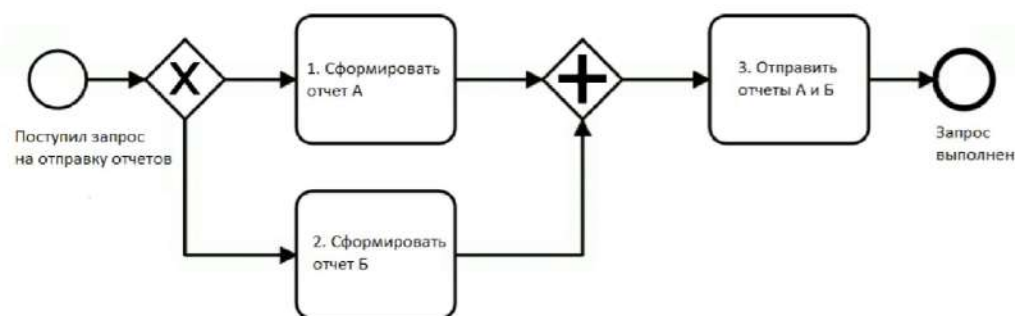 Поступил запрос
на отправку отчетов
X
1. Сформировать
отчет А
2. Сформировать
отчет Б
3. Отправить
отчеты А и Б
Запрос
выполнен